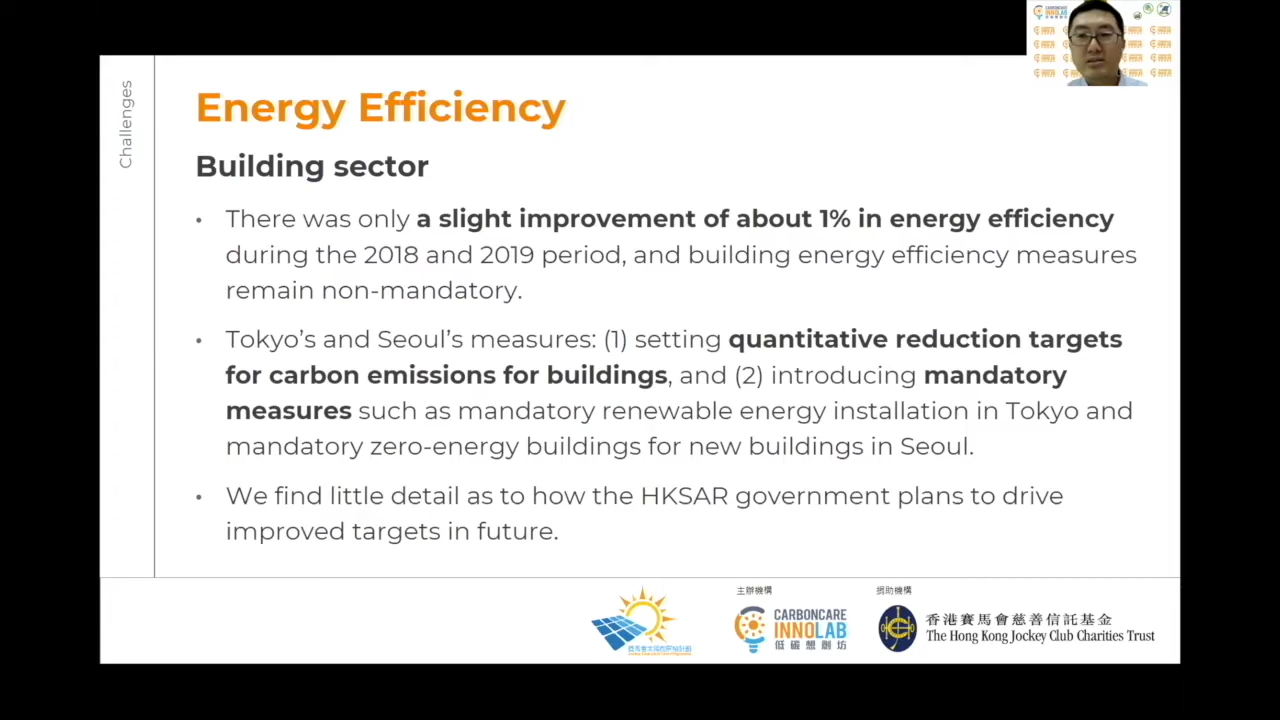 CARBONCARE
INNOLAB
Challenges
Energy Efficiency
Building sector
• There was only a slight improvement of about 1% in energy efficiency
during the 2018 and 2019 period, and building energy efficiency measures
remain non-mandatory.
• Tokyo’s and Seoul’s measures: (1) setting quantitative reduction targets
for carbon emissions for buildings, and (2) introducing mandatory
measures such as mandatory renewable energy installation in Tokyo and
mandatory zero-energy buildings for new buildings in Seoul.
• We find little detail as to how the HKSAR government plans to drive
improved targets in future.
主辦機構
CARBONCARE
INNOLAB
低碳想創坊
捐助機構
香港賽馬會慈善信託基金
The Hong Kong Jockey Club Charities Trust